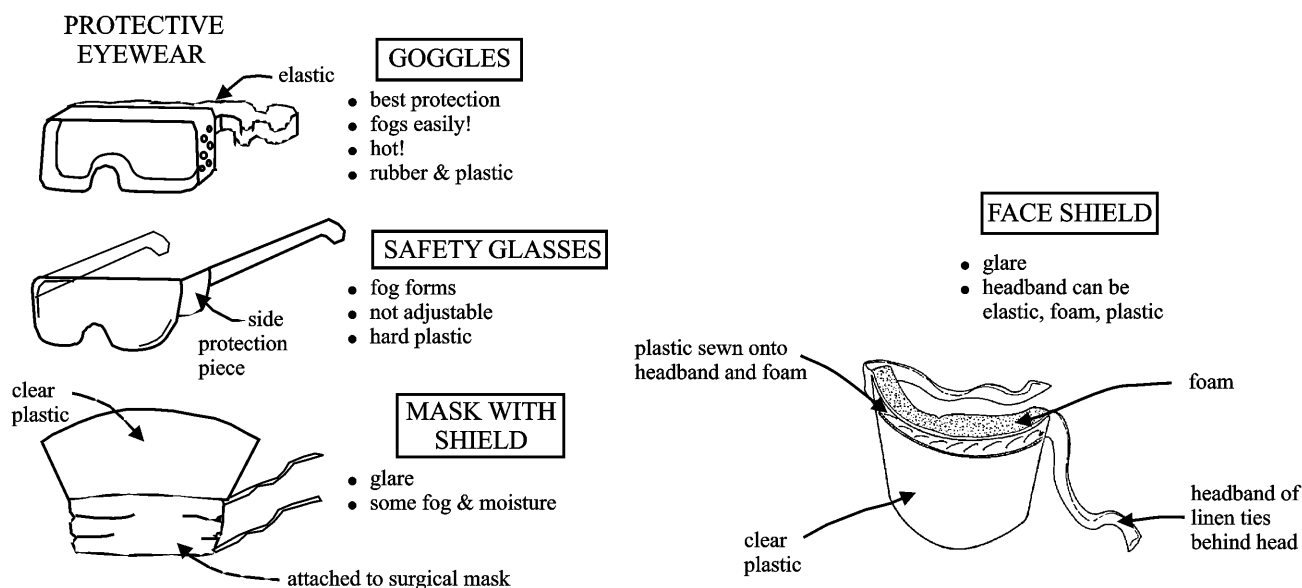 PROTECTIVE
EYEWEAR
elastic
GOGGLES
• best protection
• fogs easily!
• hot!
• rubber & plastic
SAFETY GLASSES
• fog forms
• not adjustable
• hard plastic
side
protection
piece
clear
plastic
MASK WITH
SHIELD
• glare
• some fog & moisture
attached to surgical mask
FACE SHIELD
• glare
• headband can be
elastic, foam, plastic
plastic sewn onto
headband and foam
foam
clear
plastic
headband of
linen ties
behind head